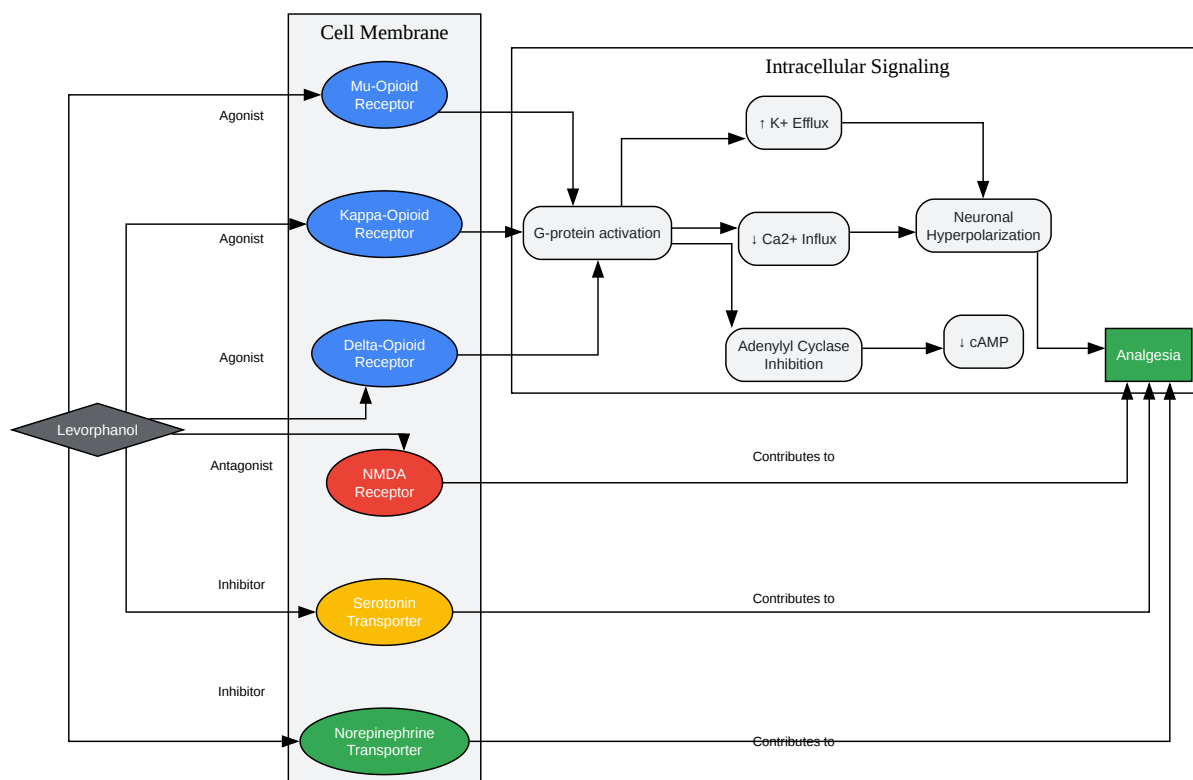 Cell Membrane
Intracellular Signaling
Mu-Opioid
Receptor
Agonist
↑ K+ Efflux
Kappa-Opioid
Receptor
Agonist
G-protein activation
↓ Ca2+ Influx
Neuronal
Hyperpolarization
Delta-Opioid
Receptor
Agonist
Adenylyl Cyclase
Inhibition
↓ cAMP
Analgesia
Levorphanol
Antagonist
NMDA
Receptor
Contributes to
Inhibitor
Serotonin
Transporter
Contributes to
Inhibitor
Norepinephrine
Transporter
Contributes to